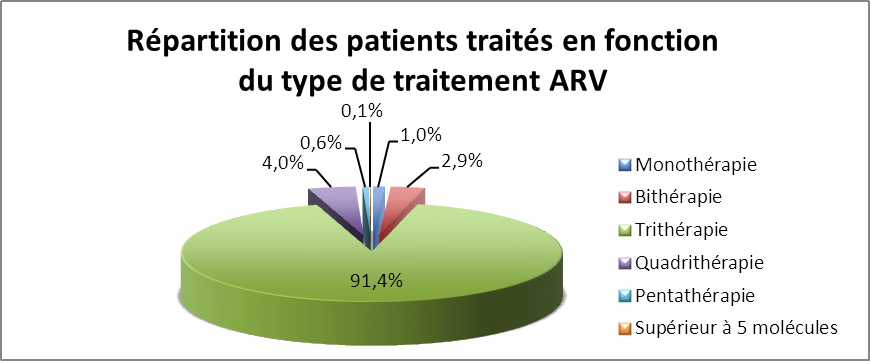 Répartition des patients traités en fonction
du type de traitement ARV
0,1%
0,6%
1,0%
4,0%
2,9%
91,4%
Monothérapie
Bithérapie
Trithérapie
Quadrithérapie
Pentathérapie
Supérieur à 5 molécules